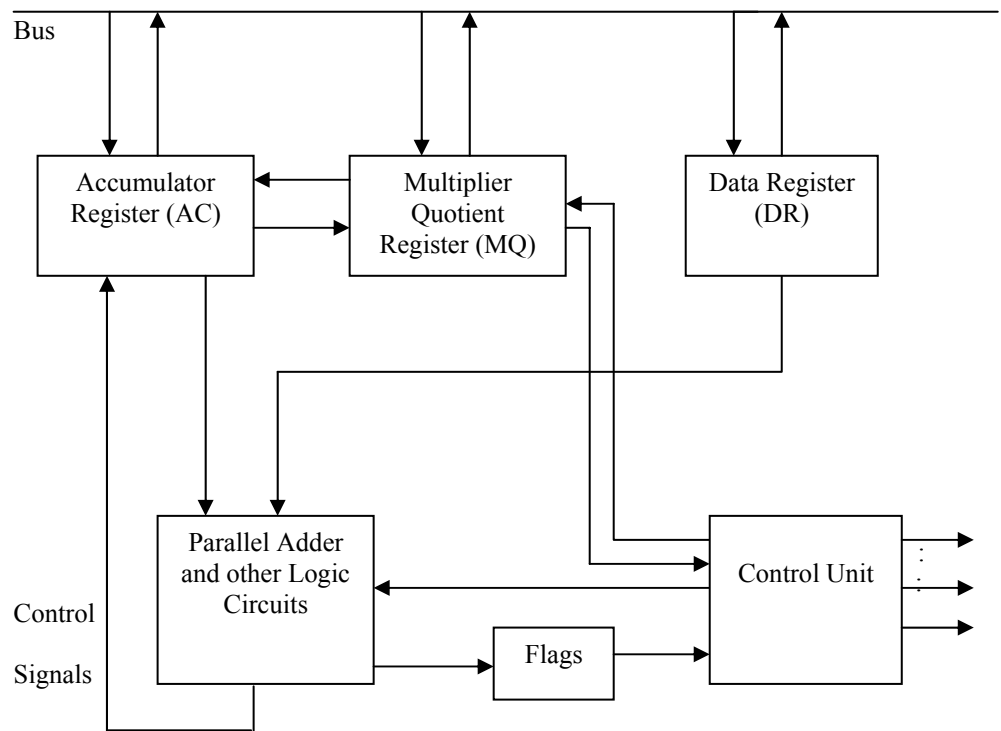 Bus
Accumulator
Register (AC)
Multiplier
Quotient
Register (MQ)
Data Register
(DR)
Parallel Adder
and other Logic
Circuits
Control Unit
Control
Signals
Flags